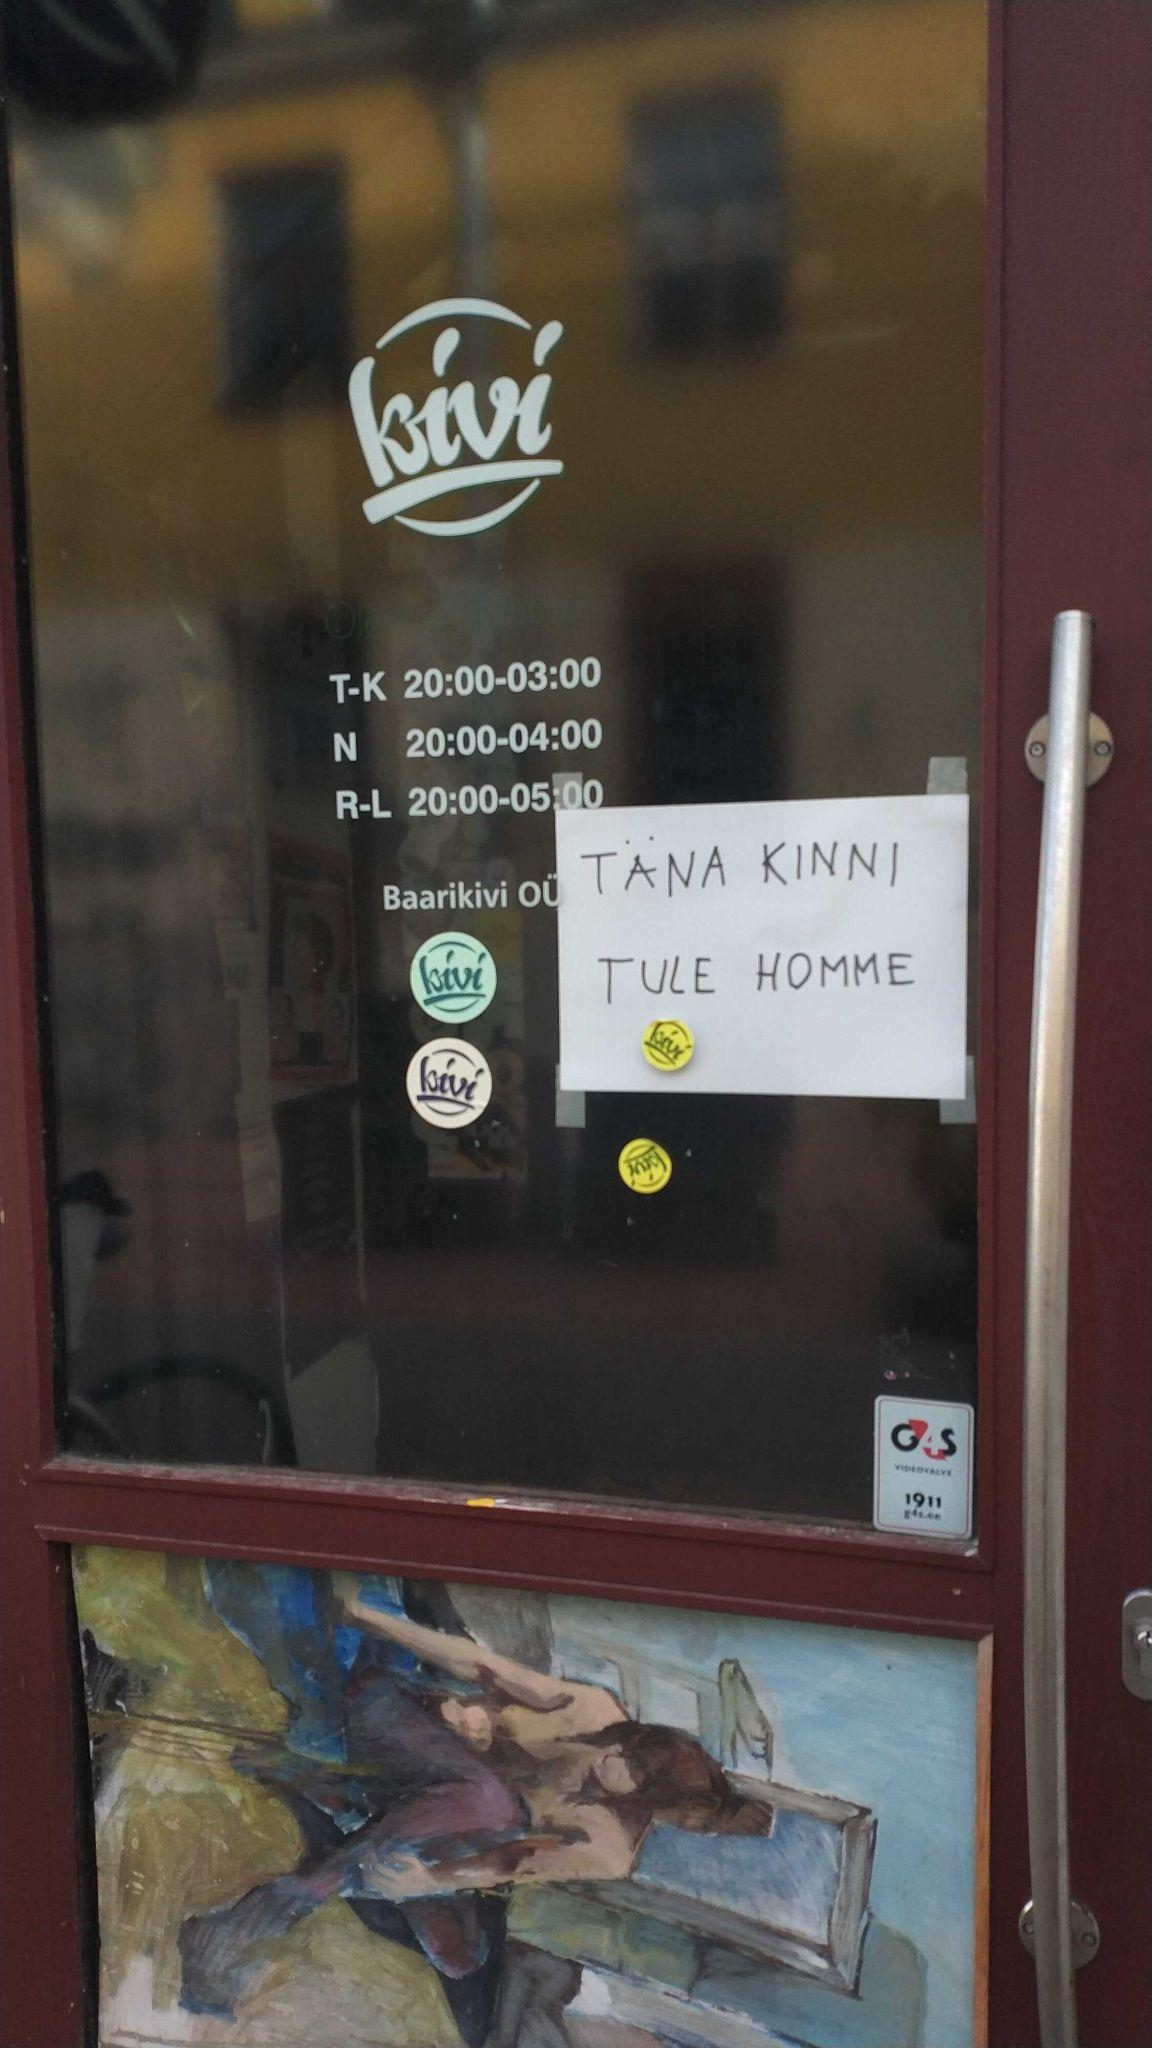 kivi
T-K 20:00-03:00
N 20:00-04:00
R-L 20:00-05:00
Baarikivi OÜ
TÄNA KINNI
TULE HOMME
kivi
kivi
kivi
kivi
G4S
VIDEOVALVE
1911
g4s.ee